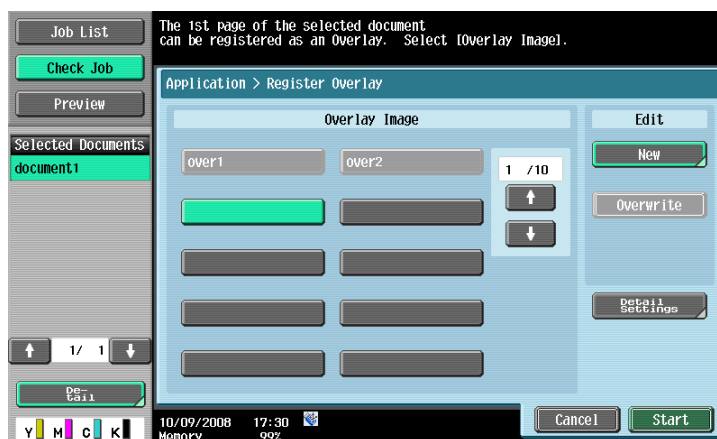 Job List
Check Job
Preview
Selected Documents
document1
1/ 1
De-
tail
Y M C K
The 1st page of the selected document
can be registered as an Overlay. Select [Overlay Image].
Application > Register Overlay
Overlay Image
over1 over2
1 /10
Edit
New
Overwrite
Detail
Settings
10/09/2008 17:30
Memory 99%
Cancel Start